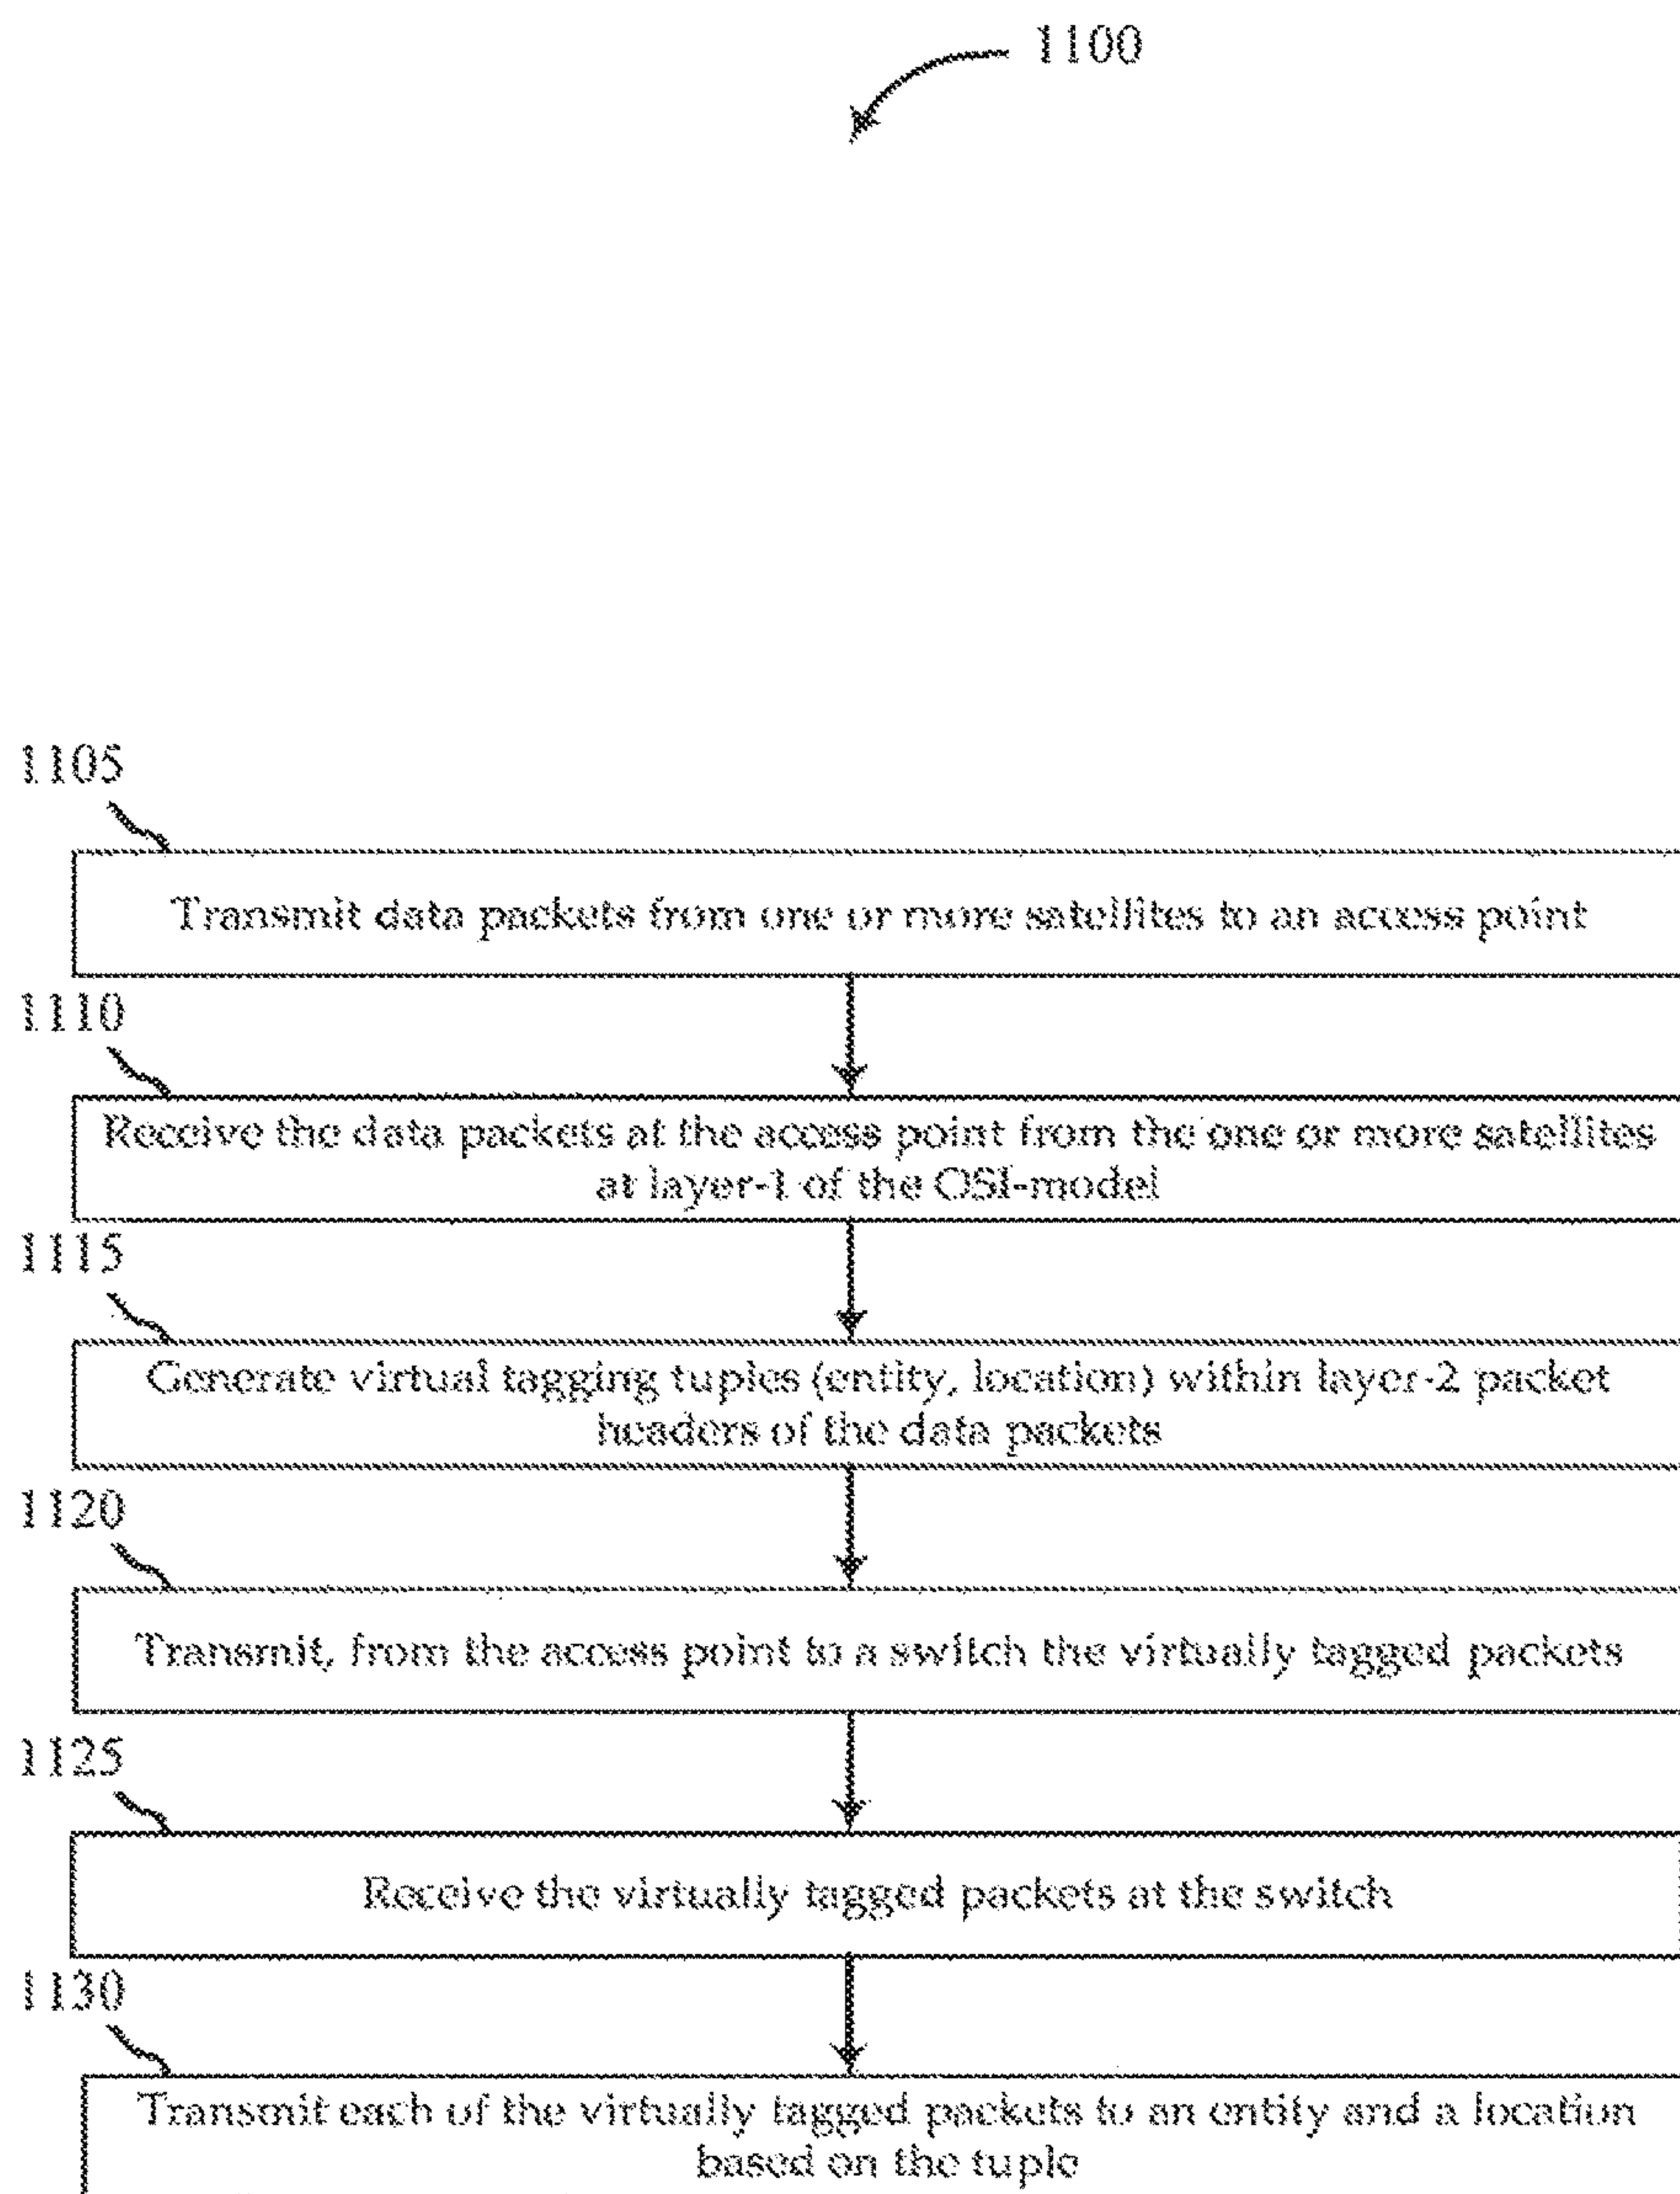 1100
1105
Transmit data packets from one or more satellites to an access point
1110
Receive the data packets at the access point from the one or more satellites
at layer-1 of the OSI-model
1115
Generate virtual tagging tuples (entity, location) within layer-2 packet
headers of the data packets
1120
Transmit, from the access point to a switch the virtually tagged packets
1125
Receive the virtually tagged packets at the switch
1130
Transmit each of the virtually tagged packets to an entity and a location
based on the tuple